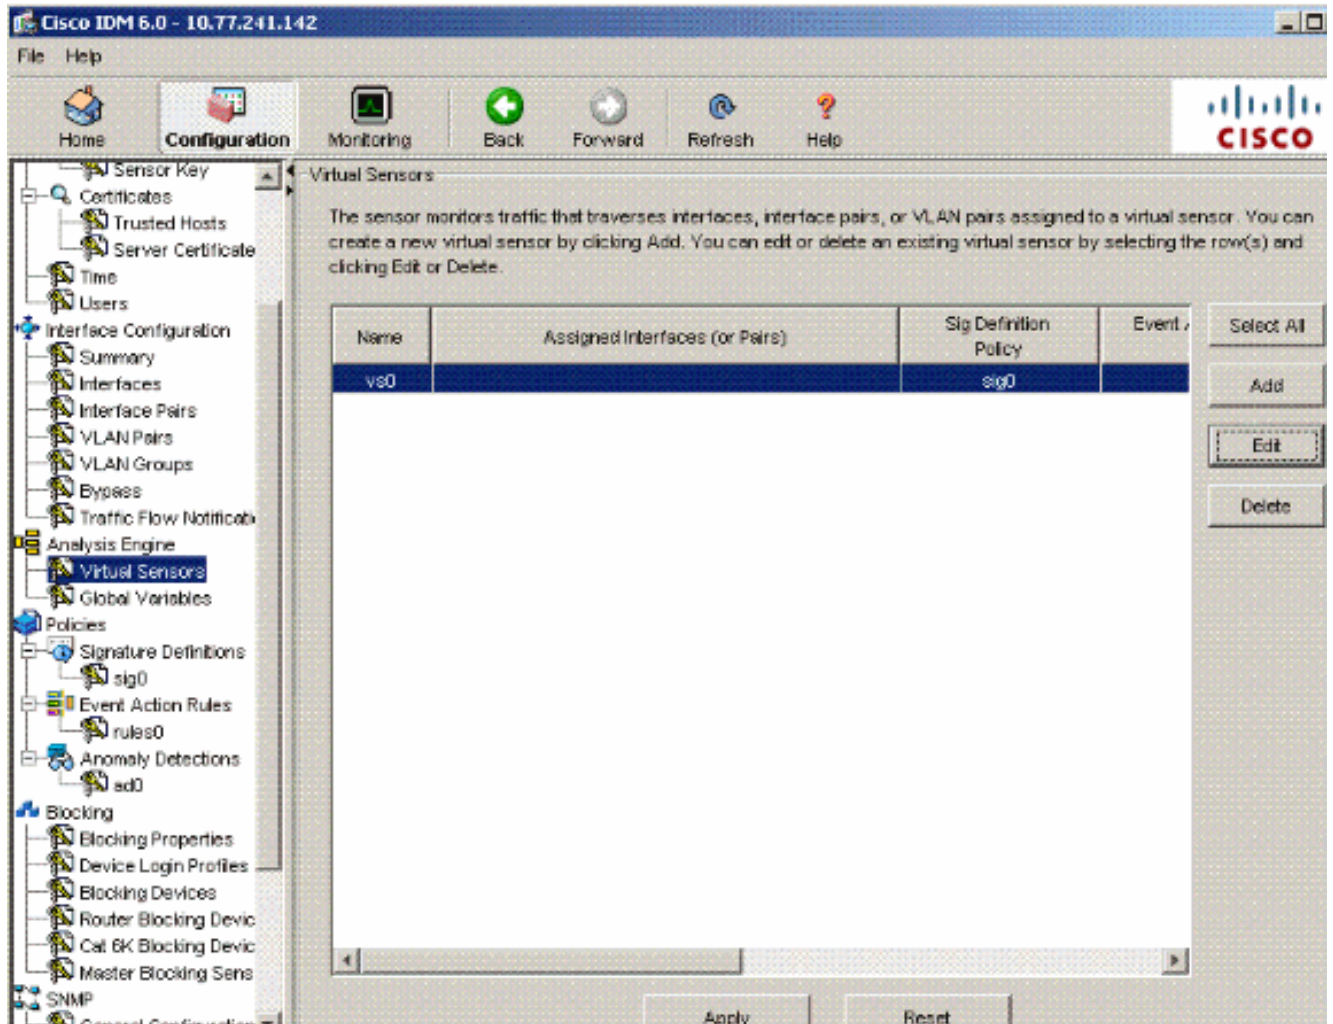 Cisco IDM 6.0 - 10.77.241.142
File Help
Home Configuration Monitoring Back Forward Refresh Help
CISCO
Sensor Key
Certificates
Trusted Hosts
Server Certificate
Time
Users
Interface Configuration
Summary
Interfaces
Interface Pairs
VLAN Pairs
VLAN Groups
Bypass
Traffic Flow Notificati
Analysis Engine
Virtual Sensors
Global Variables
Policies
Signature Definitions
sig0
Event Action Rules
rules0
Anomaly Detections
ad0
Blocking
Blocking Properties
Device Login Profiles
Blocking Devices
Router Blocking Devic
Cat 6K Blocking Devic
Master Blocking Sens
SNMP
General Configuration
Virtual Sensors
The sensor monitors traffic that traverses interfaces, interface pairs, or VLAN pairs assigned to a virtual sensor. You can
create a new virtual sensor by clicking Add. You can edit or delete an existing virtual sensor by selecting the row(s) and
clicking Edit or Delete.
Name Assigned Interfaces (or Pairs) Sig Definition Policy Event
vs0 sig0
Select All
Add
Edit
Delete
Apply Reset